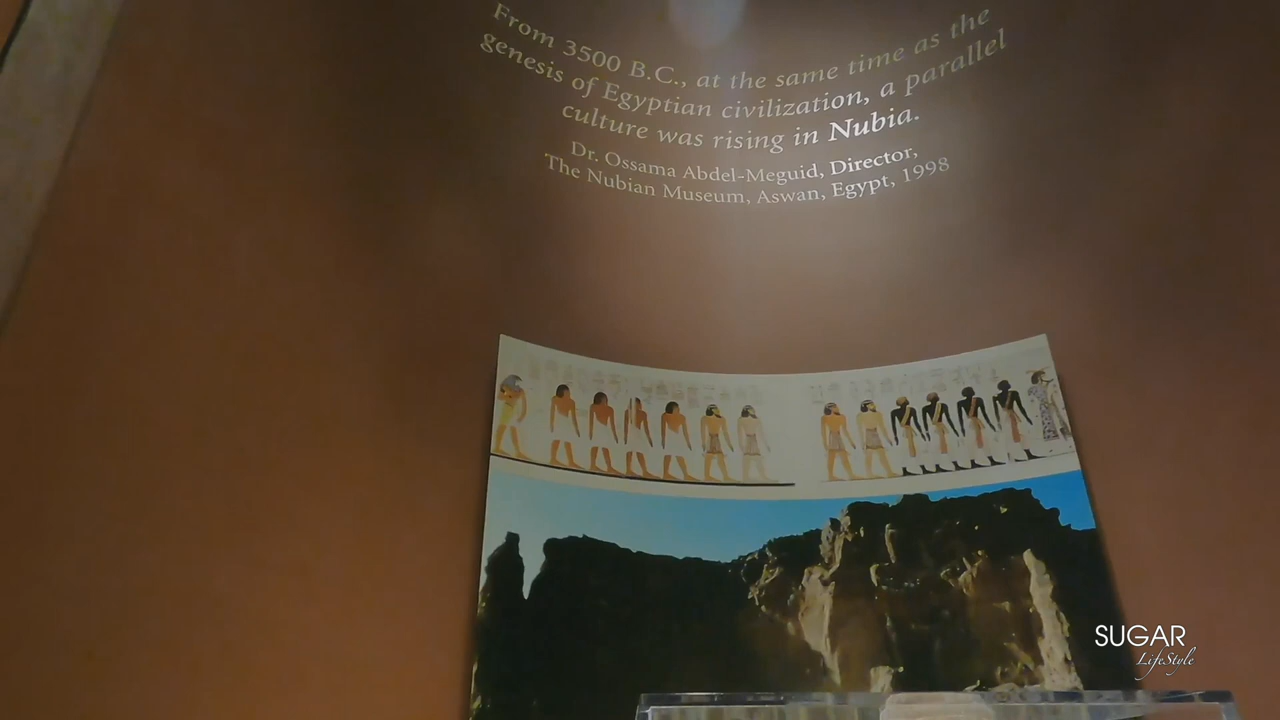 From 3500 B.C., at the same time as the
genesis of Egyptian civilization, a parallel
culture was rising in Nubia.
Dr. Ossama Abdel-Meguid, Director,
The Nubian Museum, Aswan, Egypt, 1998
SUGAR
LifeStyle